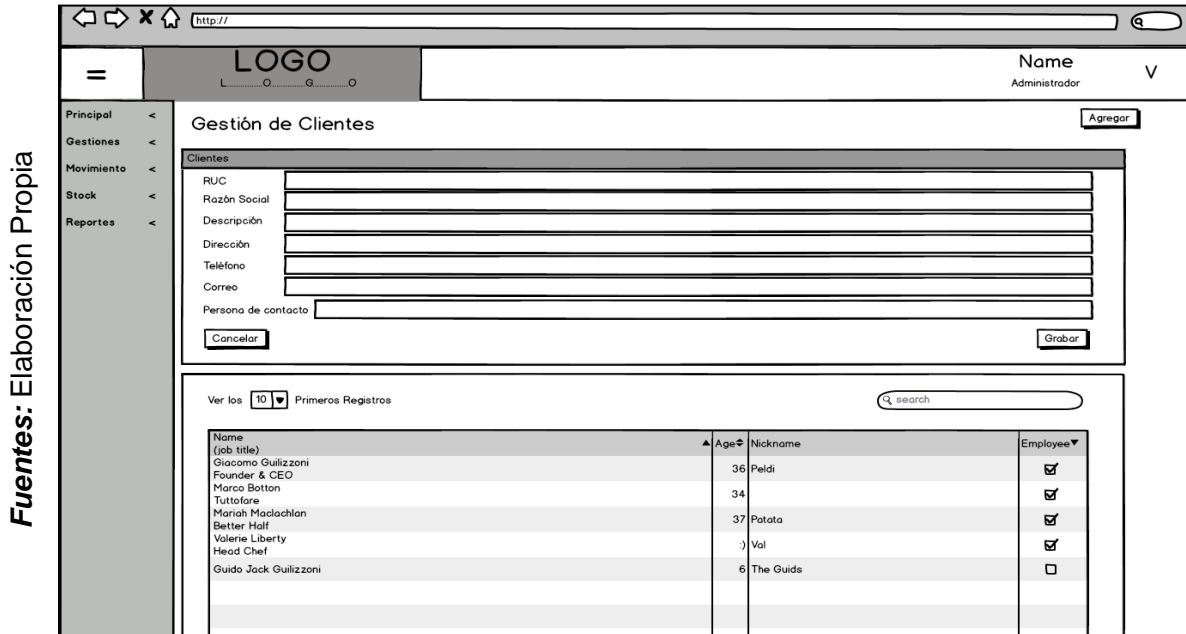 http://
LOGO
L..............O..............G..............O
Name
Administrador
V
Principal <
Gestiones <
Movimiento <
Stock <
Reportes <
Gestión de Clientes
Agregar
Clientes
RUC
Razón Social
Descripción
Dirección
Teléfono
Correo
Persona de contacto
Cancelar
Grabar
Ver los 10 Primeros Registros
search
Name
(job title)
Age
Nickname
Employee
Giacomo Guilizzoni
Founder & CEO
36
Peldi
Marco Botton
Tuttofare
34
Mariah Maclachlan
Better Half
37
Patata
Valerie Liberty
Head Chef
:)
Val
Guido Jack Guilizzoni
6
The Guids
Fuentes: Elaboración Propia